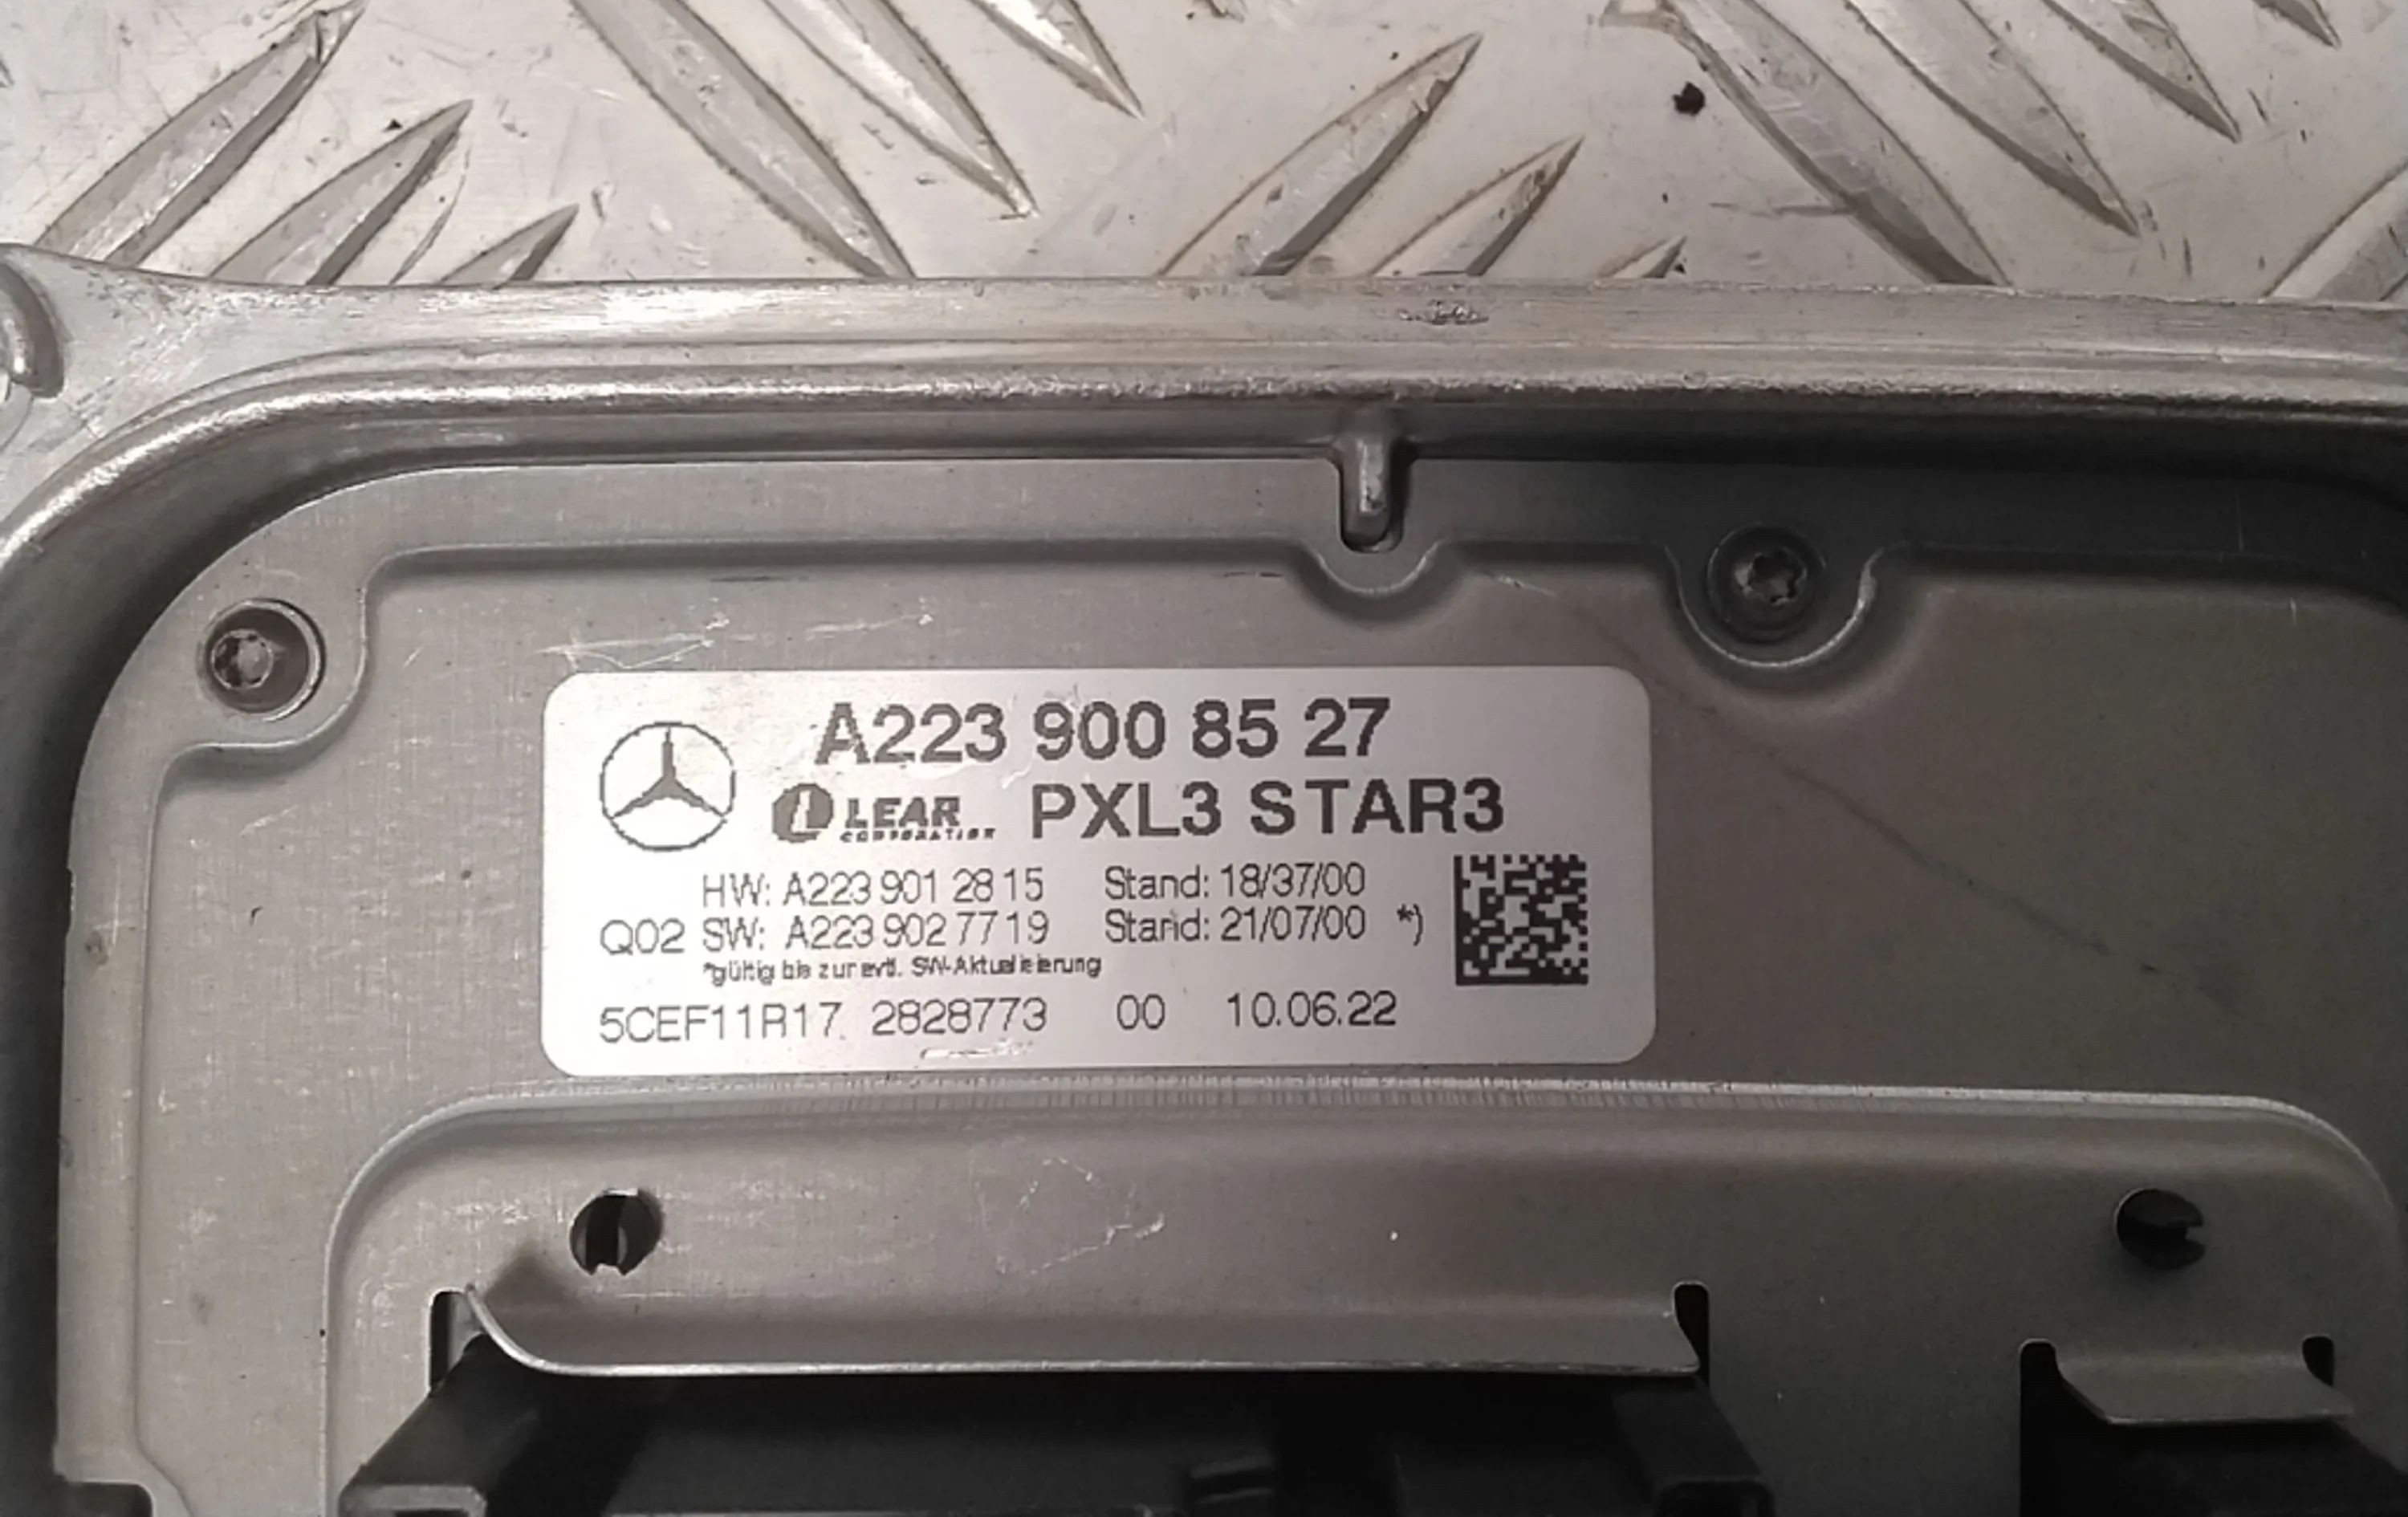 A223 900 85 27
LEAR CORPORATION PXL3 STAR3
HW: A223 901 28 15 Stand: 18/37/00
Q02 SW: A223 902 77 19 Stand: 21/07/00 *)
*gültig bis zur evtl. SW-Aktualisierung
5CEF11R17 2828773 00 10.06.22